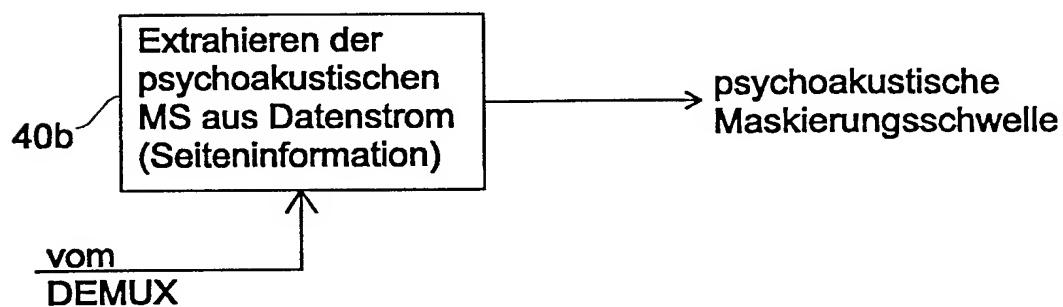 Extrahieren der
psychoakustischen
MS aus Datenstrom
(Seiteninformation)
40b
psychoakustische
Maskierungsschwelle
vom
DEMUX